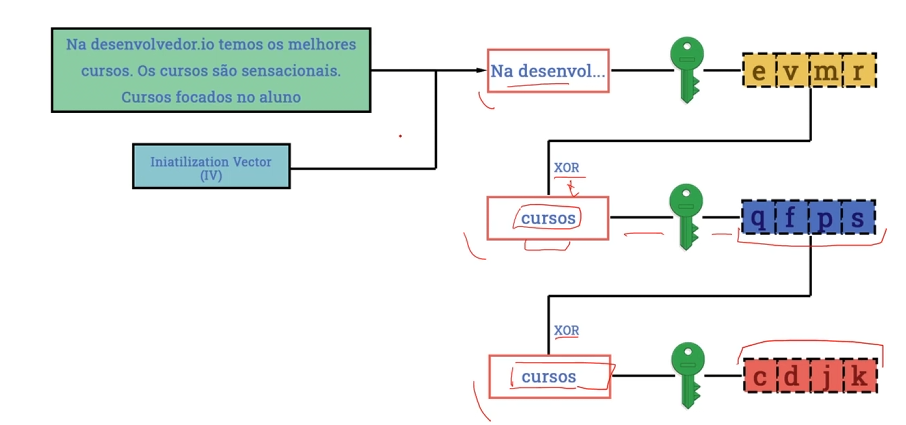 Na desenvolvedor.io temos os melhores
cursos. Os cursos são sensacionais.
Cursos focados no aluno
Iniatilization Vector
(IV)
Na desenvol...
e v m r
XOR
cursos
q f p s
XOR
cursos
c d j k